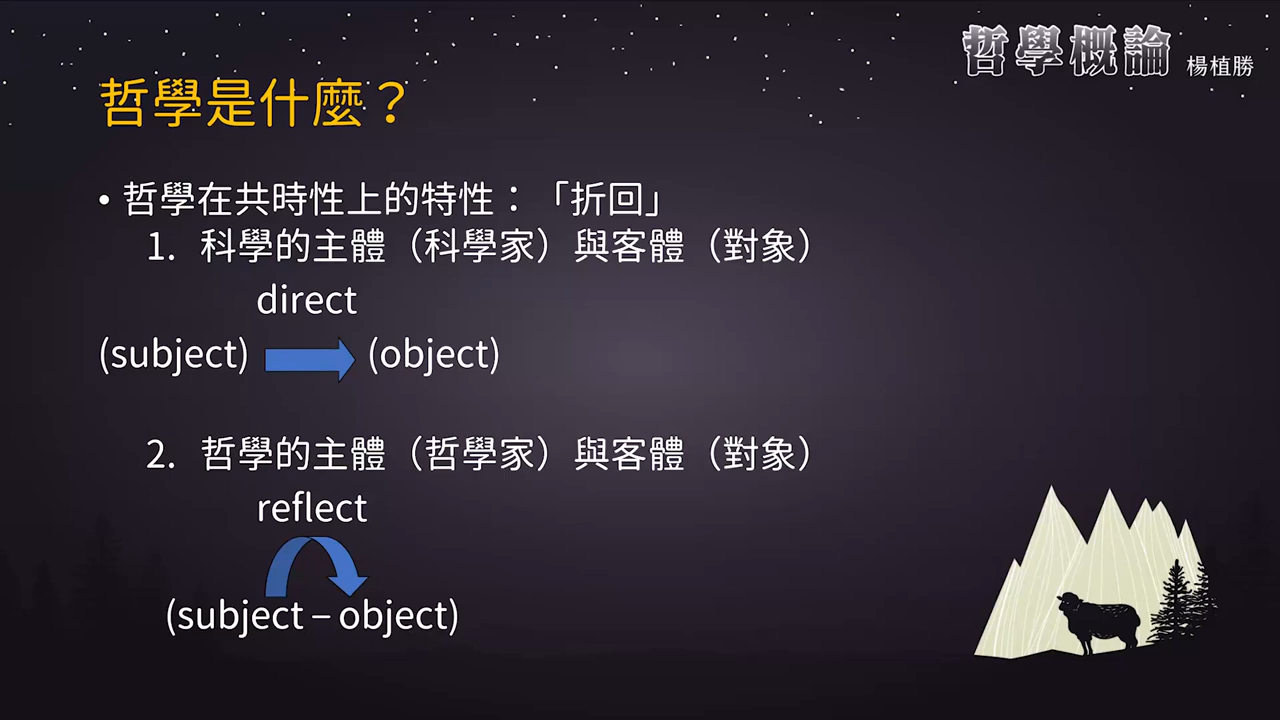 哲學概論 楊植勝
哲學是什麼？
• 哲學在共時性上的特性：「折回」
1. 科學的主體（科學家）與客體（對象）
direct
(subject) (object)
2. 哲學的主體（哲學家）與客體（對象）
reflect
(subject – object)